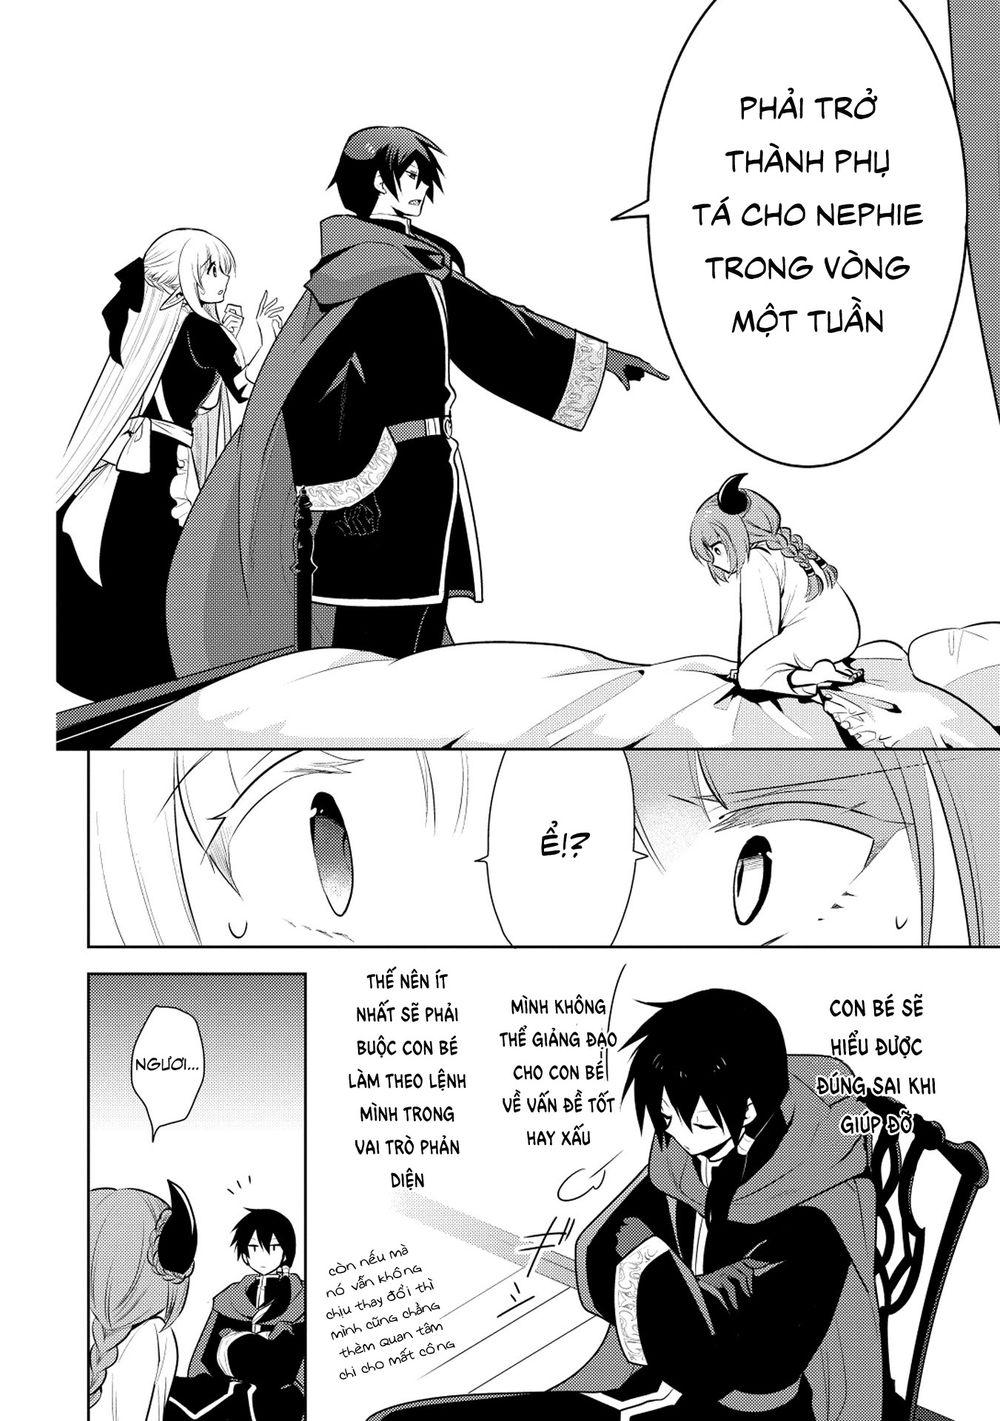 PHẢI TRỞ
THÀNH PHỤ
TÁ CHO NEPHIE
TRONG VÒNG
MỘT TUẦN
Ể!?
CON BÉ SẼ
HIỂU ĐƯỢC
ĐÚNG SAI KHI
GIÚP ĐỠ
MÌNH KHÔNG
THỂ GIẢNG ĐẠO
CHO CON BÉ
VỀ VẤN ĐỀ TỐT
HAY XẤU
THẾ NÊN ÍT
NHẤT SẼ PHẢI
BUỘC CON BÉ
LÀM THEO LỆNH
MÌNH TRONG
VAI TRÒ PHẢN
DIỆN
còn nếu mà
nó vẫn không
chịu thay đổi thì
mình cũng chẳng
thèm quan tâm
chi cho mất công
NGƯƠI...